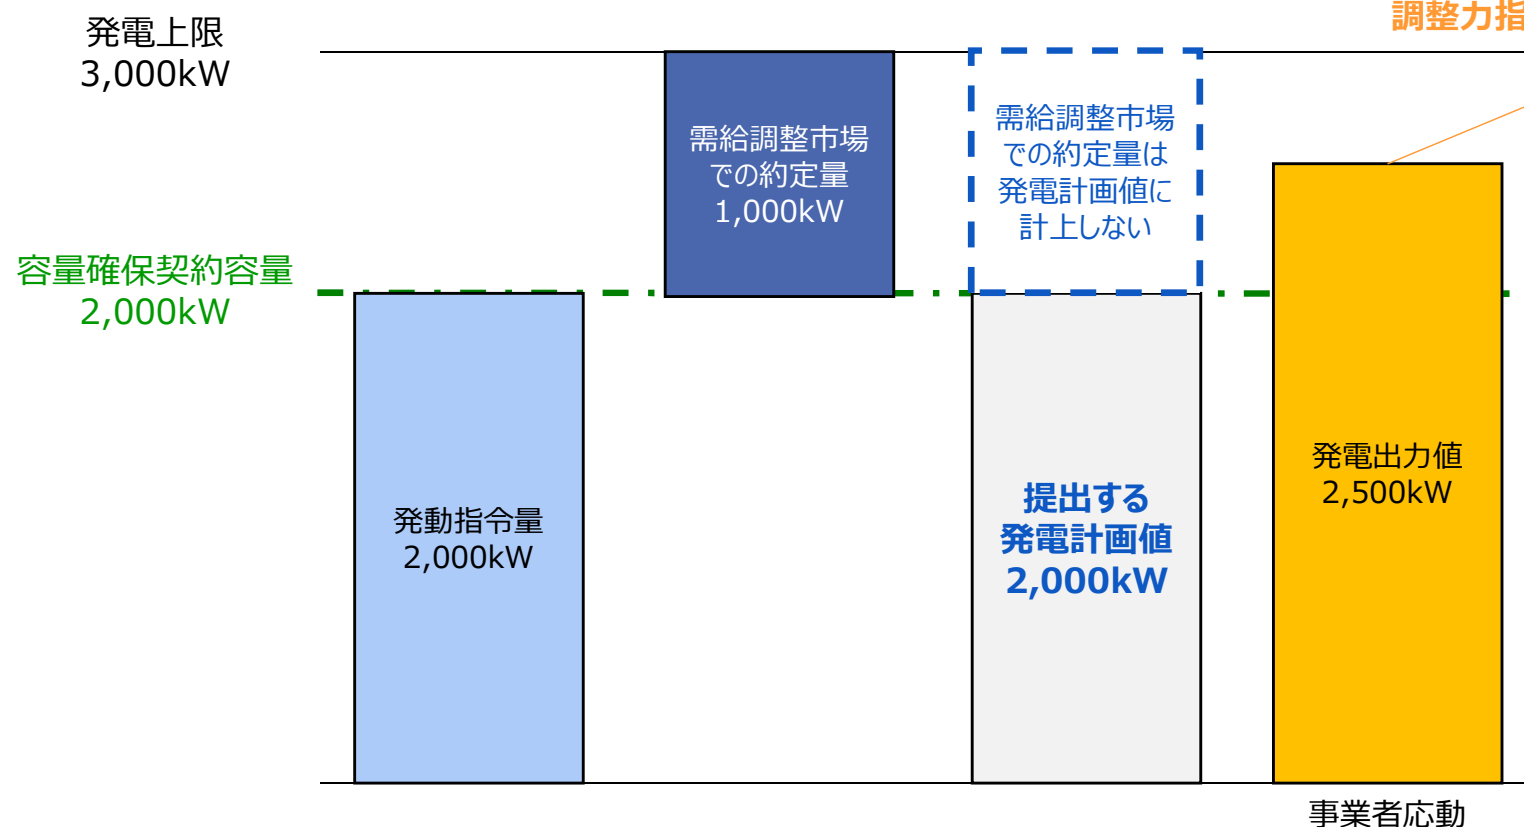 調整力指
発電上限
3,000kW
需給調整市場
での約定量
1,000kW
需給調整市場
での約定量は
発電計画値に
計上しない
容量確保契約容量
2,000kW
発動指令量
2,000kW
提出する
発電計画値
2,000kW
発電出力値
2,500kW
事業者応動